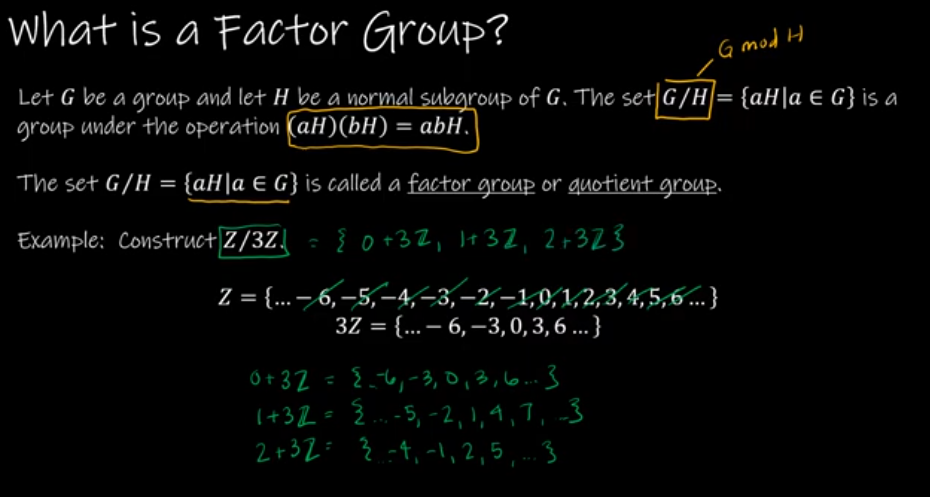 What is a Factor Group?
G mod H
Let G be a group and let H be a normal subgroup of G. The set G/H = {aH|a ∈ G} is a
group under the operation (aH)(bH) = abH.
The set G/H = {aH|a ∈ G} is called a factor group or quotient group.
Example: Construct Z/3Z. = { 0+3Z, 1+3Z, 2+3Z}
Z = {... − 6, −5, −4, −3, −2, −1, 0, 1, 2, 3, 4, 5, 6 ... }
3Z = {... − 6, −3, 0, 3, 6 ... }
0+3Z = {..-6, -3, 0, 3, 6... }
1+3Z = {... -5, -2, 1, 4, 7, ...}
2+3Z = {...-4, -1, 2, 5, ... }